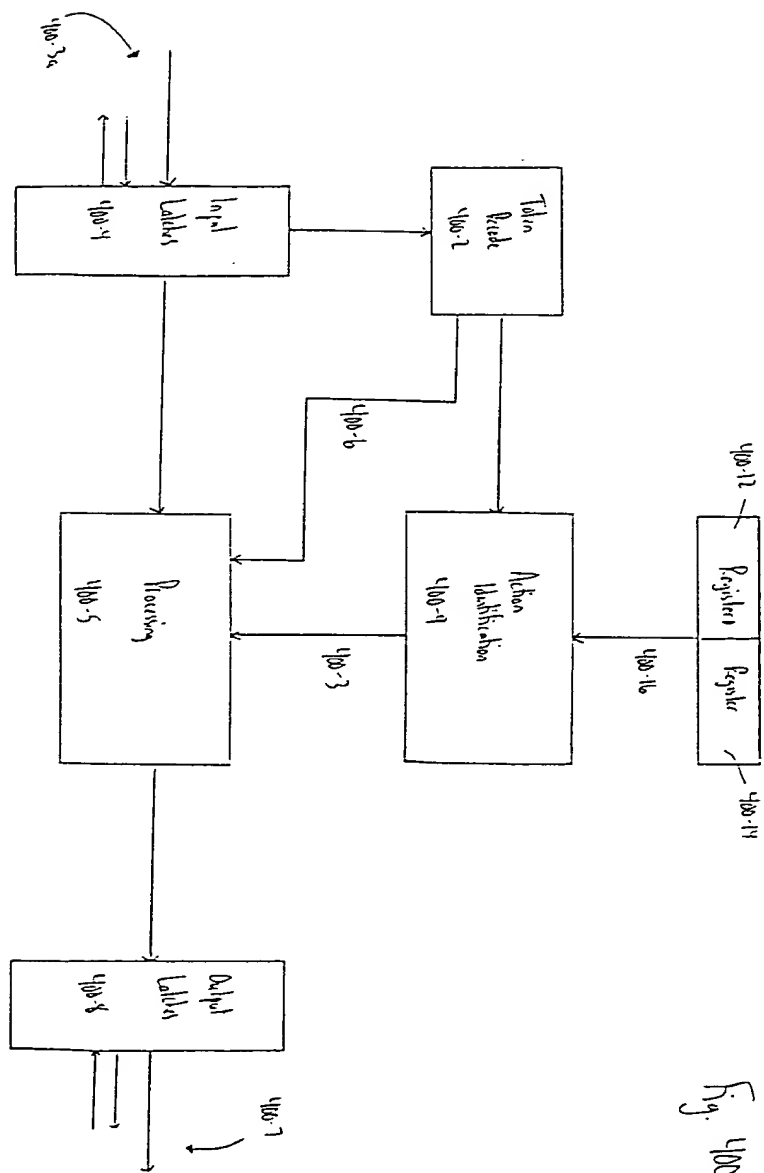 Fig. 400
400-12
Registers
Register
400-14
400-16
Token
Decode
400-2
Action
Identification
400-9
400-6
400-3
400-3a
Input
Latches
400-4
Processing
400-5
Output
Latches
400-8
400-7